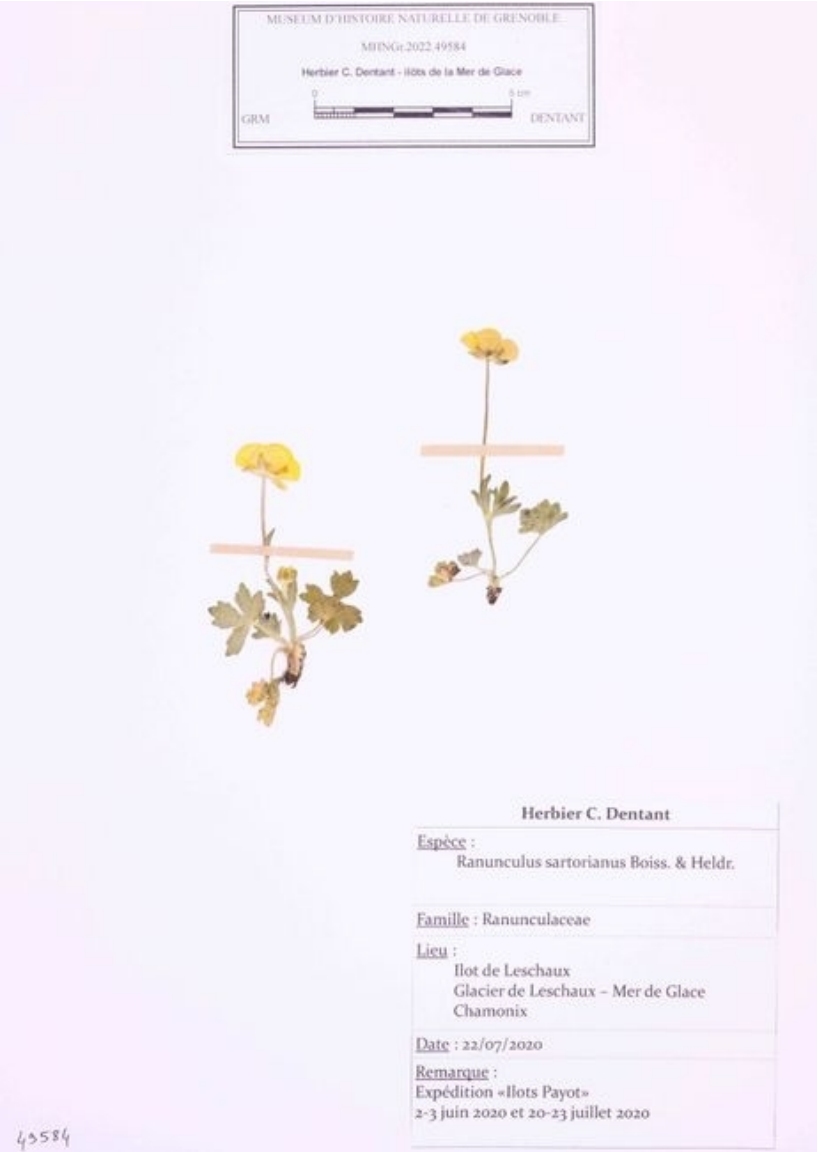 MUSEUM D'HISTOIRE NATURELLE DE GRENOBLE
MHNGr.2022.49584
Herbier C. Dentant - ilôts de la Mer de Glace
0 5 cm
GRM DENTANT
Herbier C. Dentant
Espèce :
Ranunculus sartorianus Boiss. & Heldr.
Famille : Ranunculaceae
Lieu :
Ilot de Leschaux
Glacier de Leschaux – Mer de Glace
Chamonix
Date : 22/07/2020
Remarque :
Expédition «Ilots Payot»
2-3 juin 2020 et 20-23 juillet 2020
49584